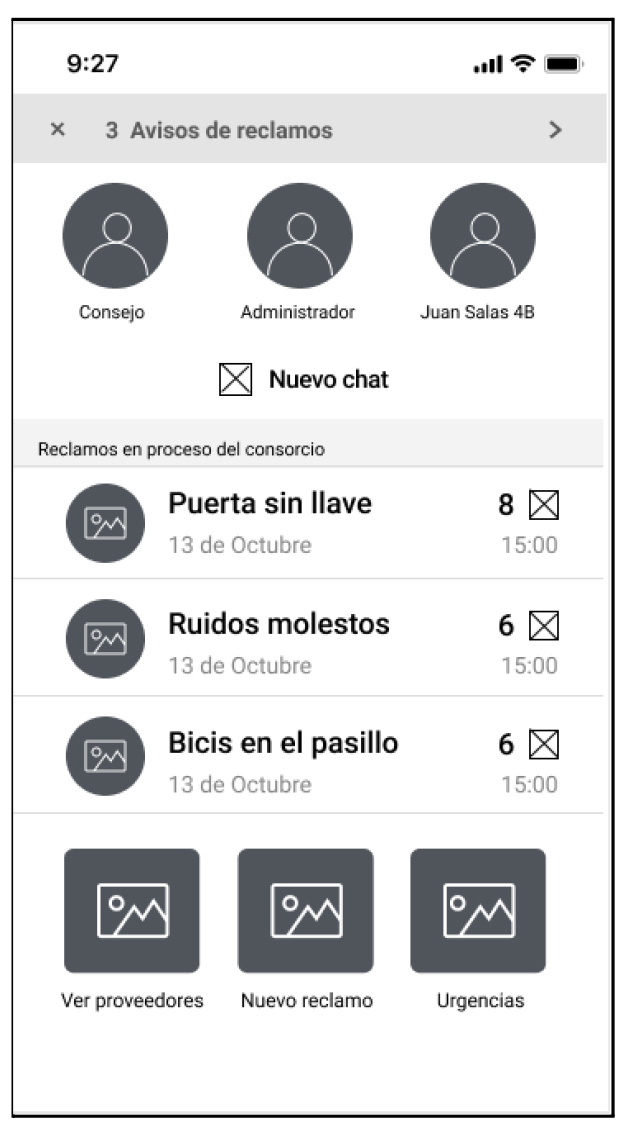 9:27
× 3 Avisos de reclamos >
Consejo Administrador Juan Salas 4B
Nuevo chat
Reclamos en proceso del consorcio
Puerta sin llave 8
13 de Octubre 15:00
Ruidos molestos 6
13 de Octubre 15:00
Bicis en el pasillo 6
13 de Octubre 15:00
Ver proveedores Nuevo reclamo Urgencias